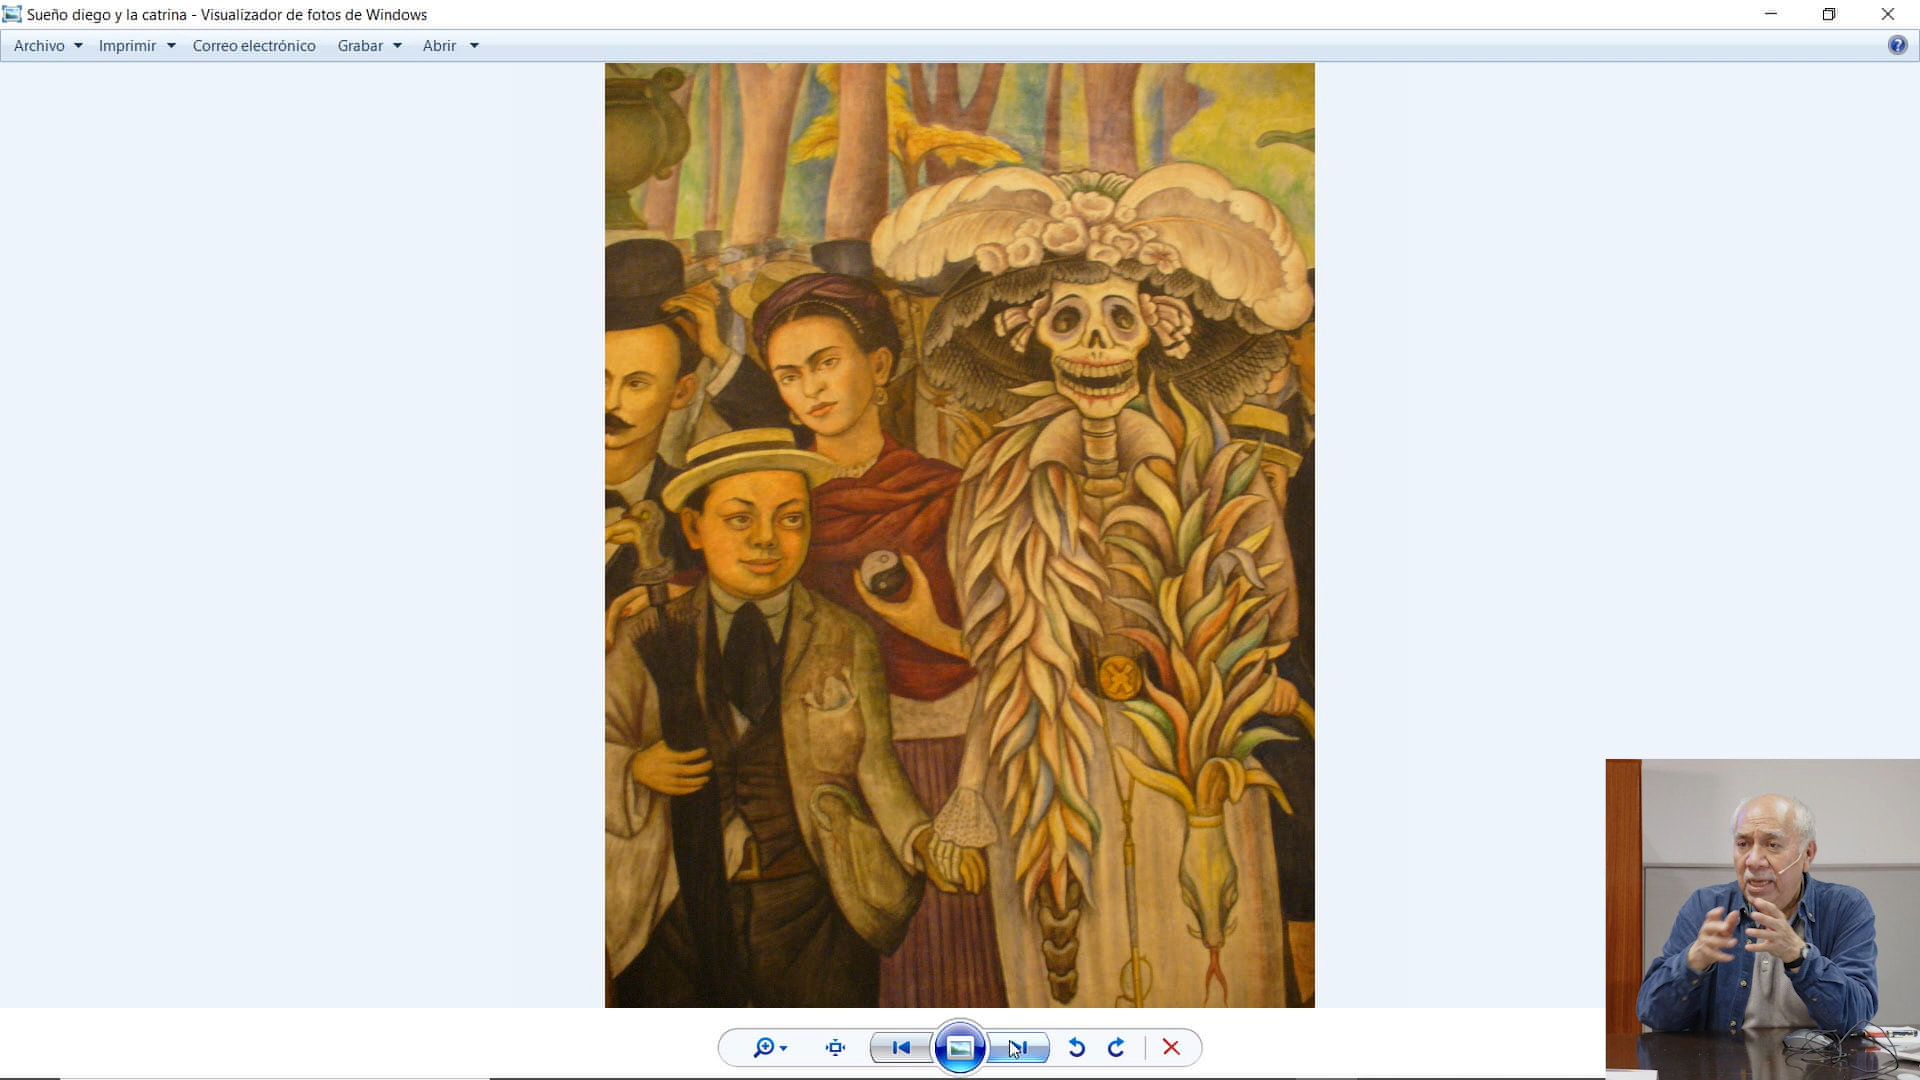 Sueño diego y la catrina - Visualizador de fotos de Windows
Archivo Imprimir Correo electrónico Grabar Abrir